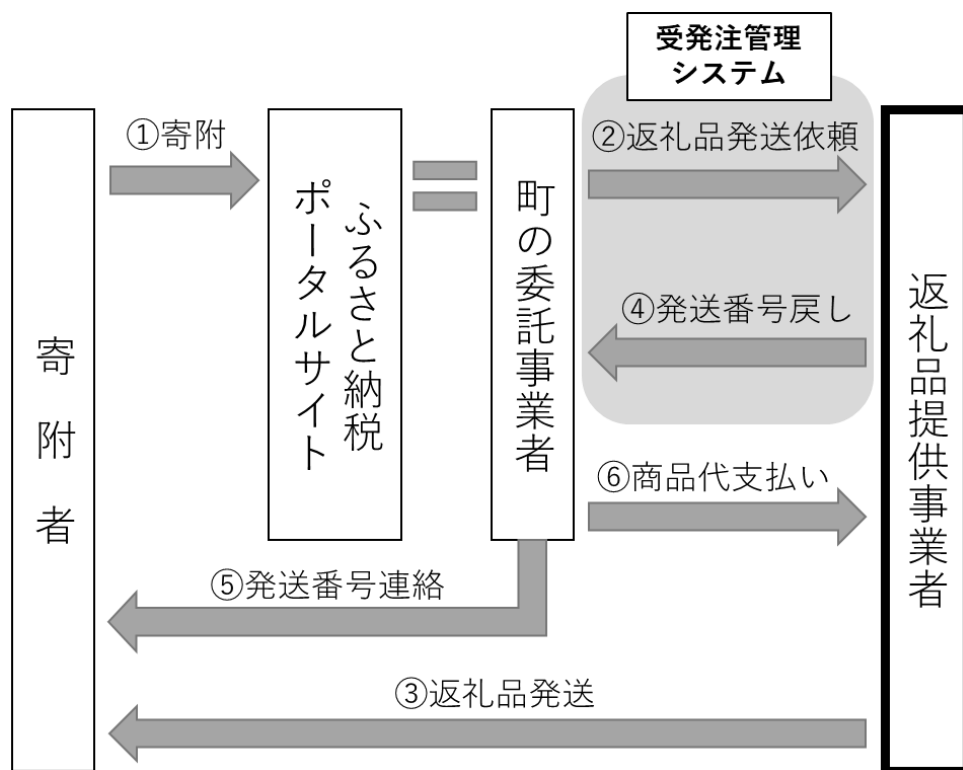 受発注管理
システム
①寄附
②返礼品発送依頼
寄附者
ふるさと納税
ポータルサイト
町の委託事業者
返礼品提供事業者
④発送番号戻し
⑥商品代支払い
⑤発送番号連絡
③返礼品発送